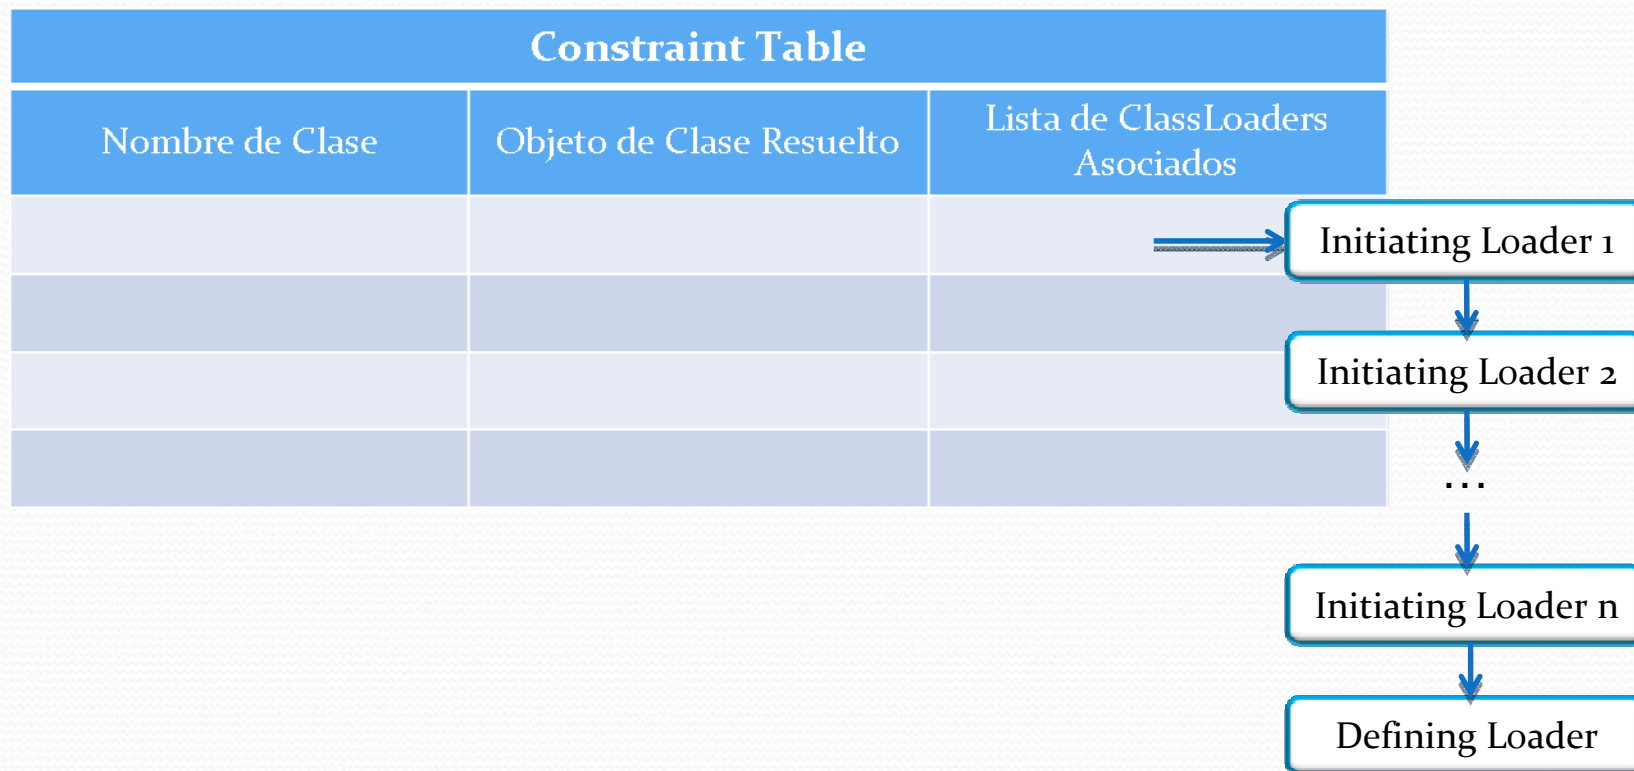 Constraint Table
Nombre de Clase
Objeto de Clase Resuelto
Lista de ClassLoaders
Asociados
Initiating Loader 1
Initiating Loader 2
...
Initiating Loader n
Defining Loader